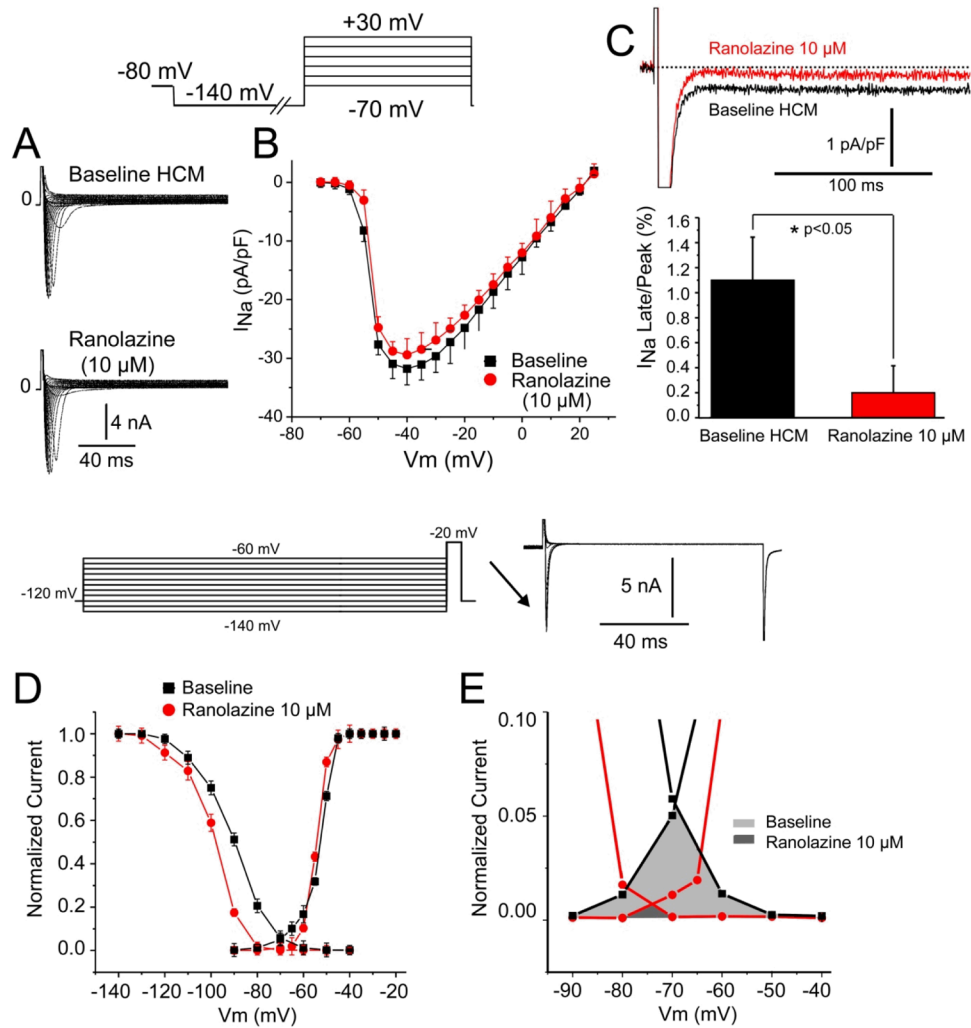 +30 mV
-80 mV
-140 mV
-70 mV
A
Baseline HCM
0
Ranolazine
(10 µM)
0
4 nA
40 ms
B
0
-10
-20
-30
-40
INa (pA/pF)
Baseline
Ranolazine
(10 µM)
-80
-60
-40
-20
0
20
Vm (mV)
C
Ranolazine 10 µM
Baseline HCM
1 pA/pF
100 ms
1.6
1.4
1.2
1.0
0.8
0.6
0.4
0.2
0.0
INa Late/Peak (%)
* p<0.05
Baseline HCM
Ranolazine 10 µM
-20 mV
-60 mV
-120 mV
-140 mV
5 nA
40 ms
D
Baseline
Ranolazine 10 µM
1.0
0.8
0.6
0.4
0.2
0.0
Normalized Current
-140
-120
-100
-80
-60
-40
-20
Vm (mV)
E
0.10
0.05
0.00
Normalized Current
Baseline
Ranolazine 10 µM
-90
-80
-70
-60
-50
-40
Vm (mV)